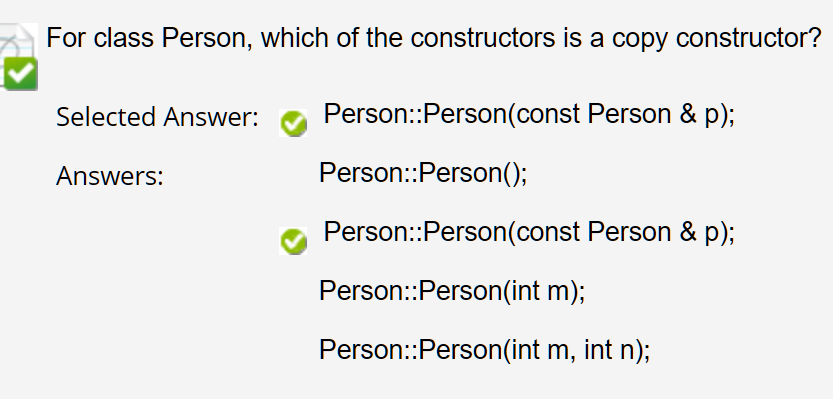 For class Person, which of the constructors is a copy constructor?
Selected Answer: Person::Person(const Person & p);
Answers: Person::Person();
Person::Person(const Person & p);
Person::Person(int m);
Person::Person(int m, int n);